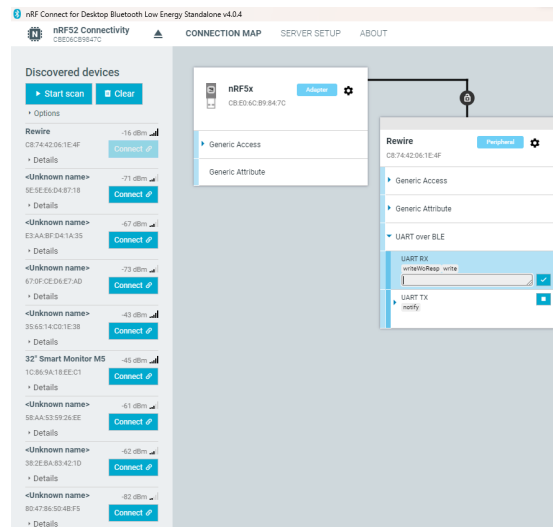 nRF Connect for Desktop Bluetooth Low Energy Standalone v4.0.4
nRF52 Connectivity
CBE06CB9847C
CONNECTION MAP
SERVER SETUP
ABOUT
Discovered devices
Start scan
Clear
Options
Rewire
-16 dBm
C8:74:42:06:1E:4F
Connect
Details
<Unknown name>
-71 dBm
5E:5E:E6:D4:87:18
Connect
Details
<Unknown name>
-67 dBm
E3:AA:BF:D4:1A:35
Connect
Details
<Unknown name>
-73 dBm
67:0F:CE:D6:E7:AD
Connect
Details
<Unknown name>
-43 dBm
35:65:14:C0:1E:38
Connect
Details
32" Smart Monitor M5
-45 dBm
1C:86:9A:18:EE:C1
Connect
Details
<Unknown name>
-61 dBm
58:AA:53:59:26:EE
Connect
Details
<Unknown name>
-62 dBm
38:2E:BA:83:42:1D
Connect
Details
<Unknown name>
-82 dBm
80:47:86:50:4B:F5
Connect
Details
nRF5x
Adapter
CB:E0:6C:B9:84:7C
Generic Access
Generic Attribute
Rewire
Peripheral
C8:74:42:06:1E:4F
Generic Access
Generic Attribute
UART over BLE
UART RX
writeWoResp write
UART TX
notify